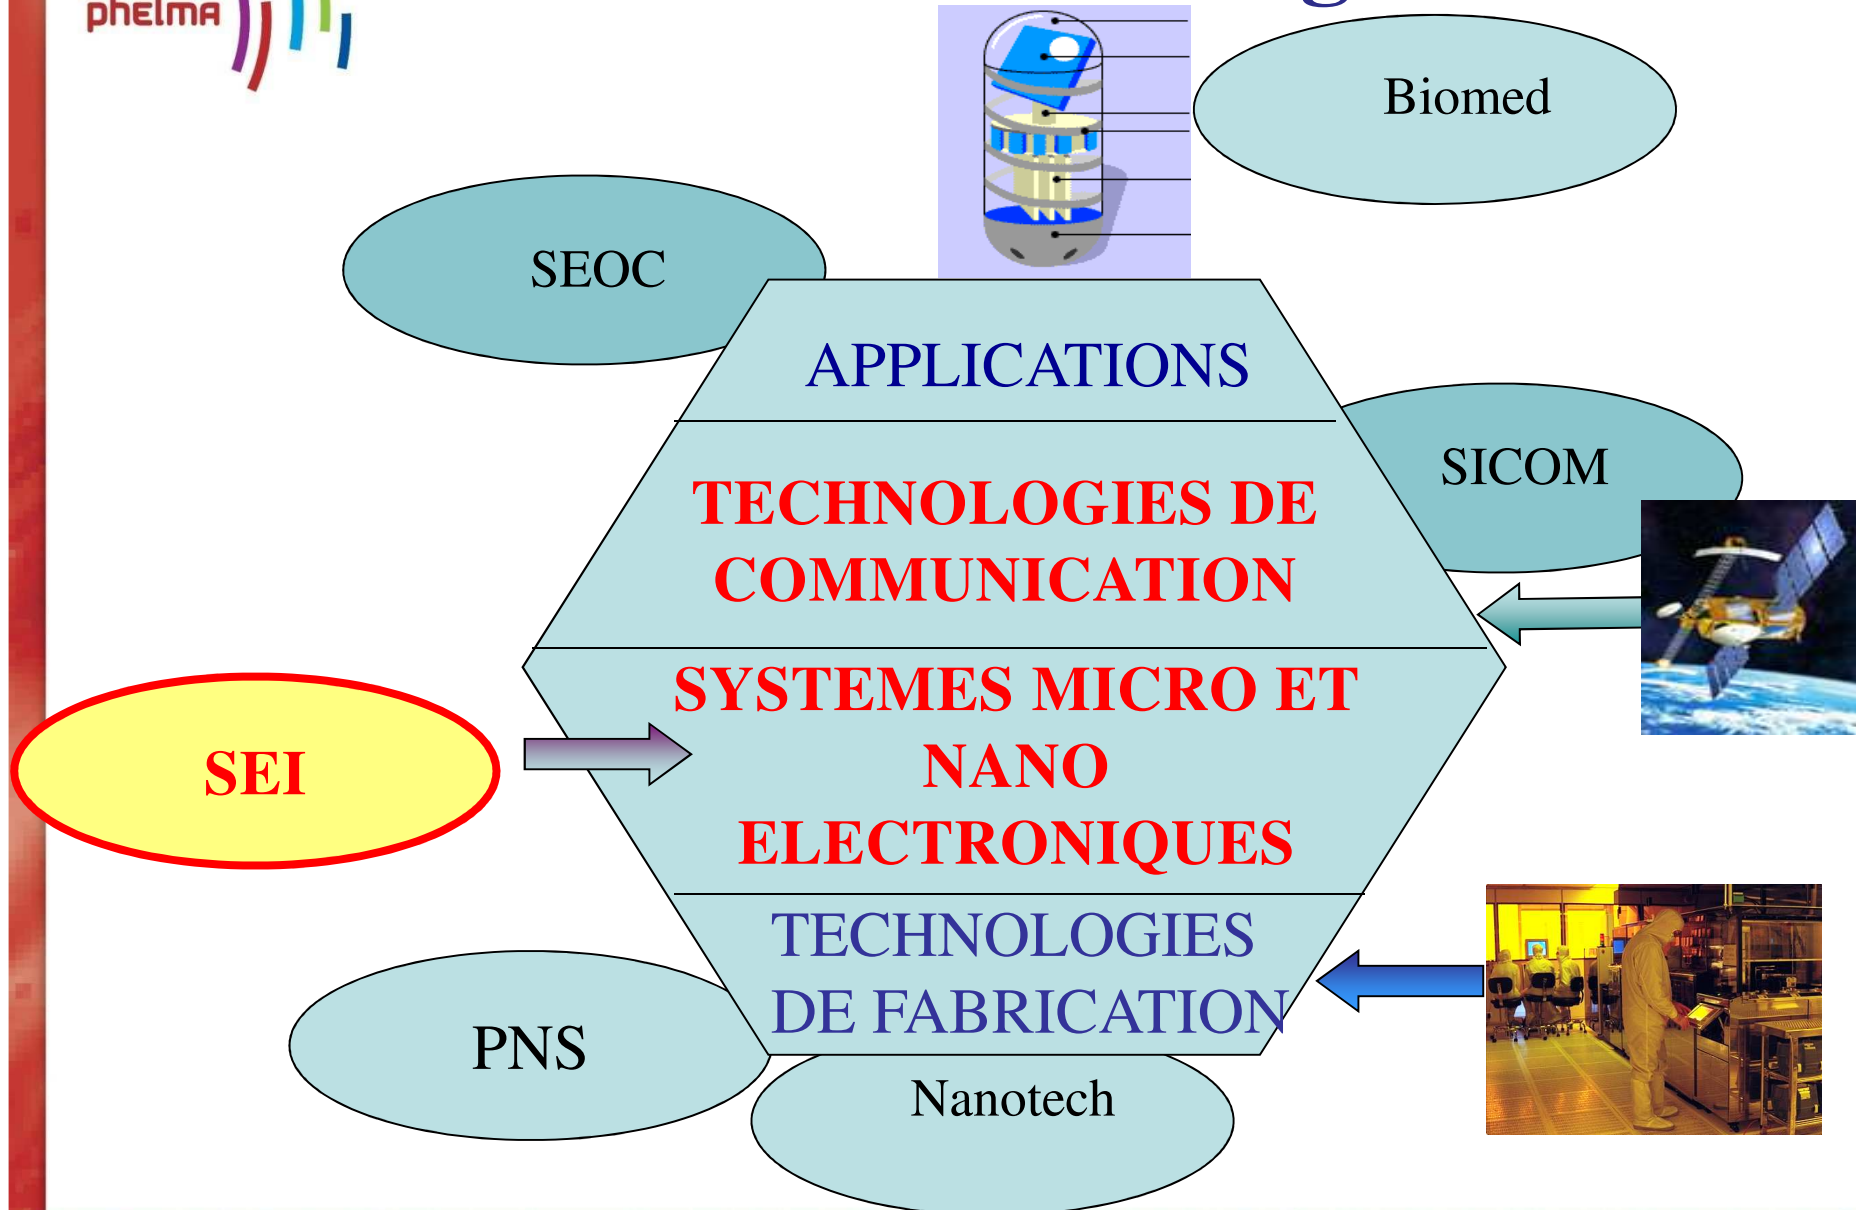 phelma
Biomed
SEOC
APPLICATIONS
SICOM
TECHNOLOGIES DE
COMMUNICATION
SYSTEMES MICRO ET
NANO
ELECTRONIQUES
SEI
TECHNOLOGIES
DE FABRICATION
PNS
Nanotech